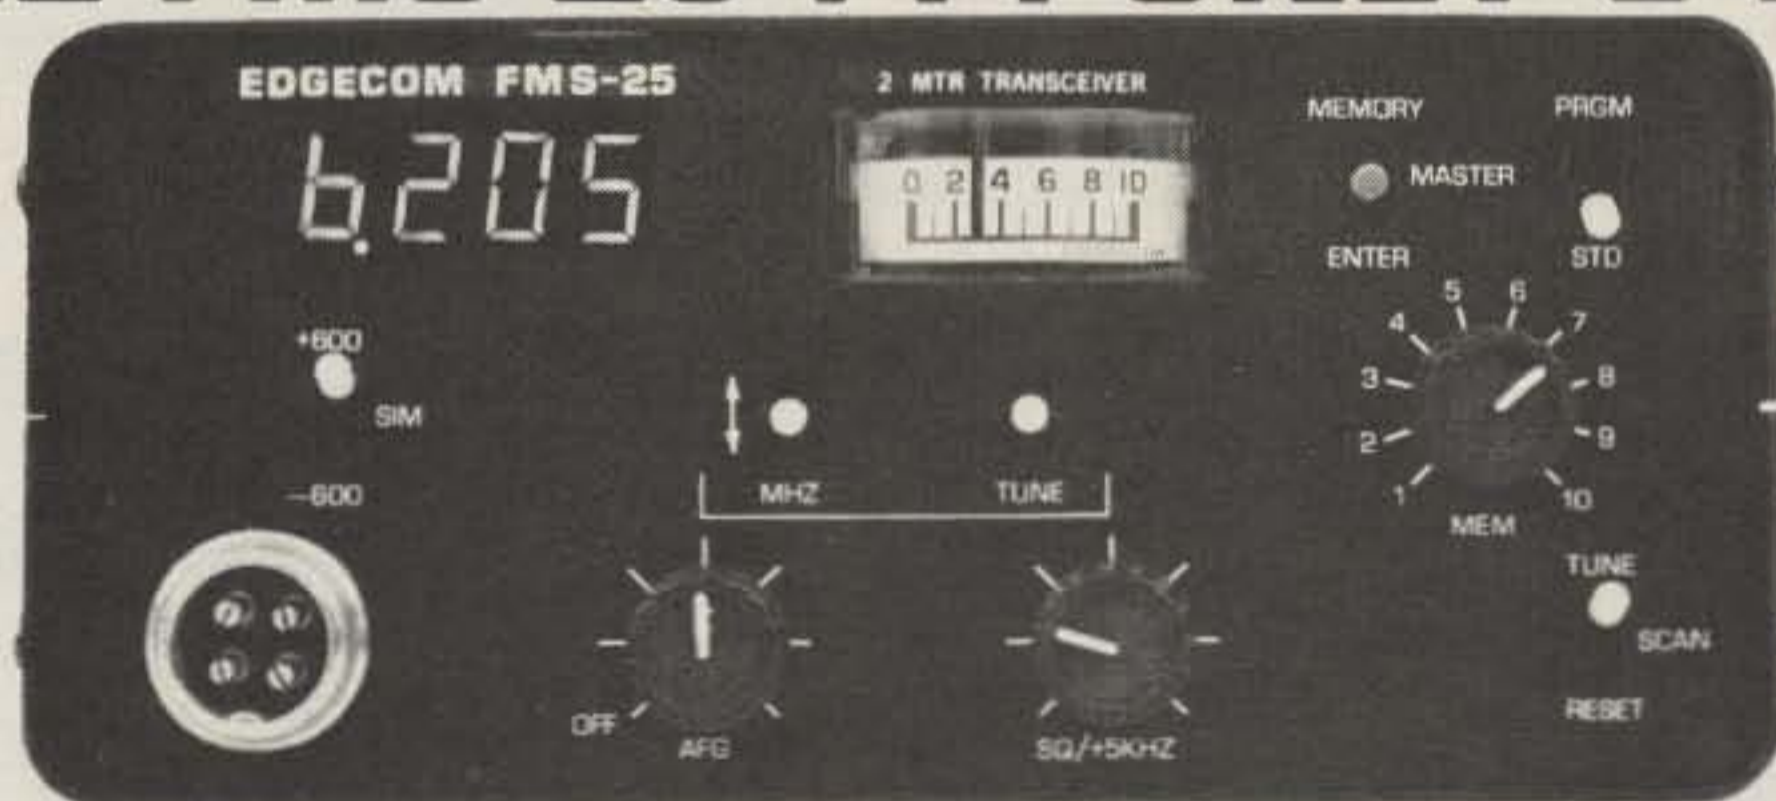 EDGECOM FMS-25
2 MTR TRANSCEIVER
6.205
0 2 4 6 8 10
MEMORY
PRGM
MASTER
ENTER
STD
+600
SIM
-600
MHZ
TUNE
1 2 3 4 5 6 7 8 9 10
MEM
TUNE
SCAN
RESET
OFF
AFG
SQ/+5KHZ